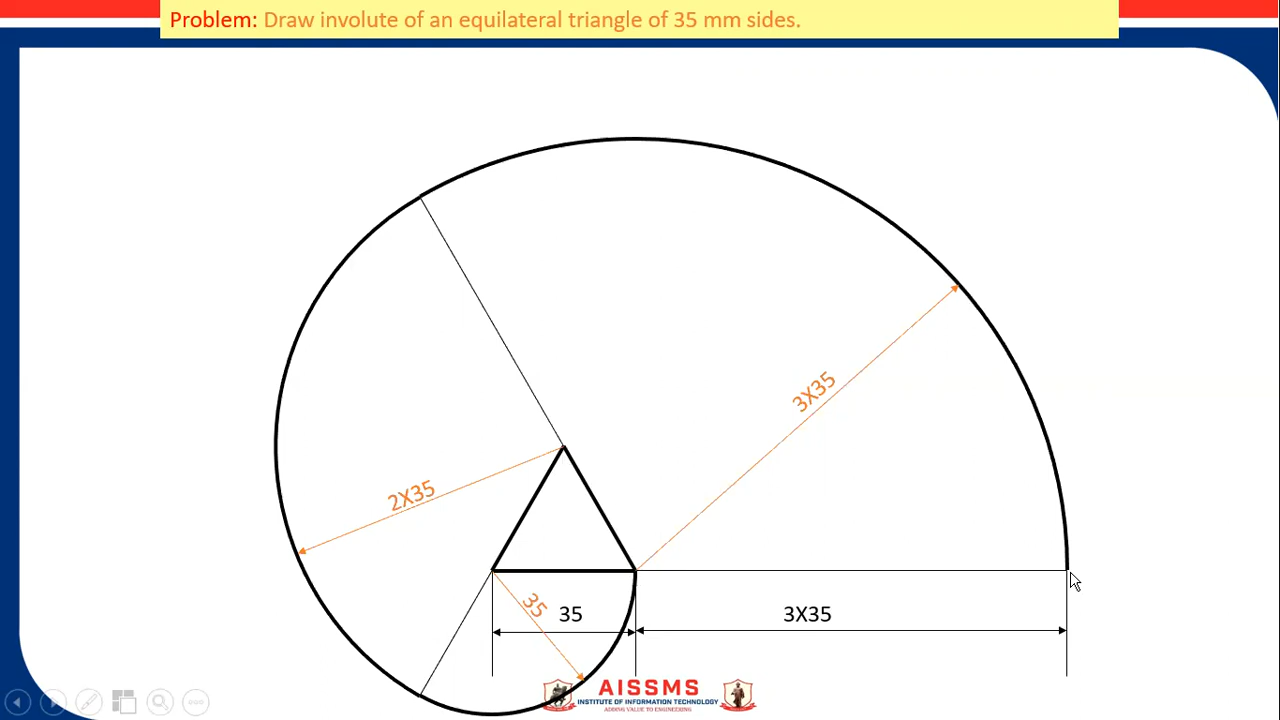 Problem: Draw involute of an equilateral triangle of 35 mm sides.
3X35
2X35
35
35
3X35
AISSMS
INSTITUTE OF INFORMATION TECHNOLOGY
ADDING VALUE TO ENGINEERING